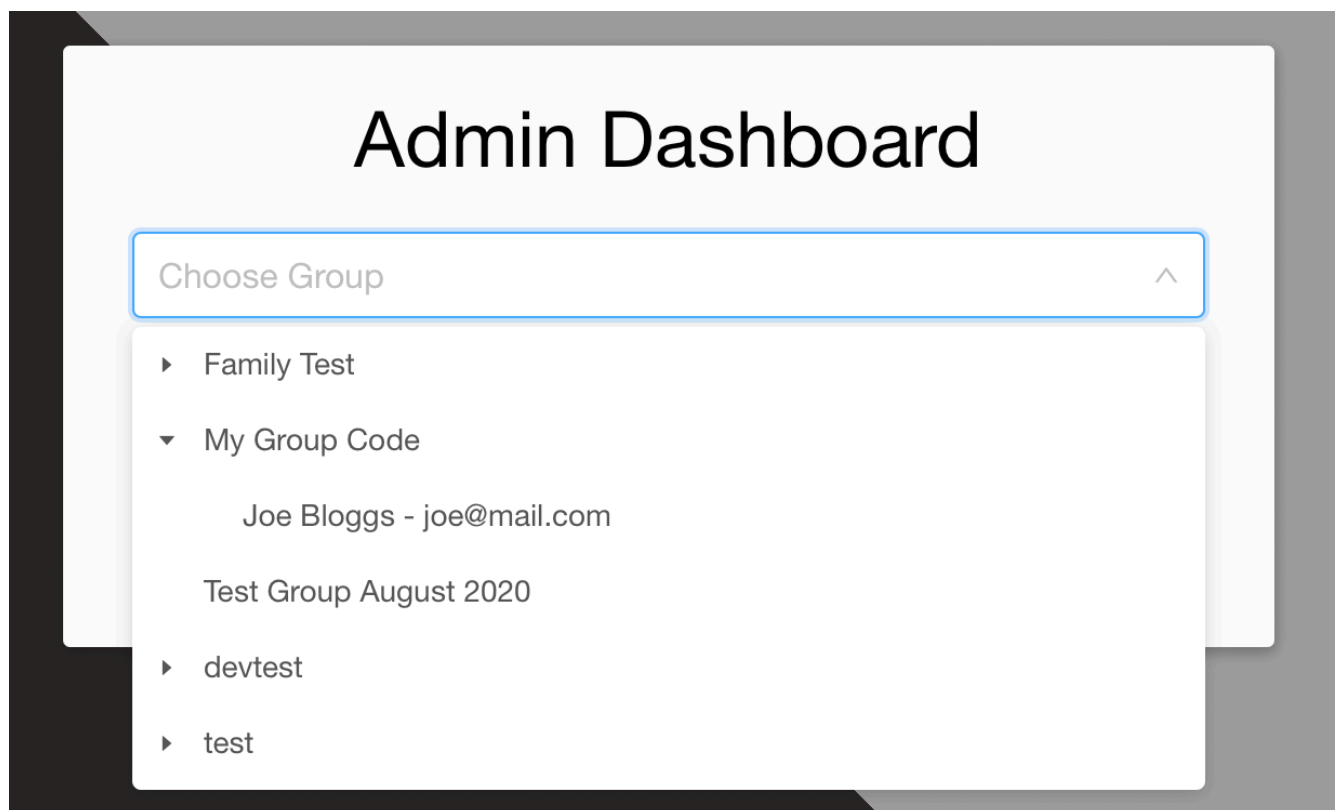 Admin Dashboard
Choose Group
Family Test
My Group Code
Joe Bloggs - joe@mail.com
Test Group August 2020
devtest
test